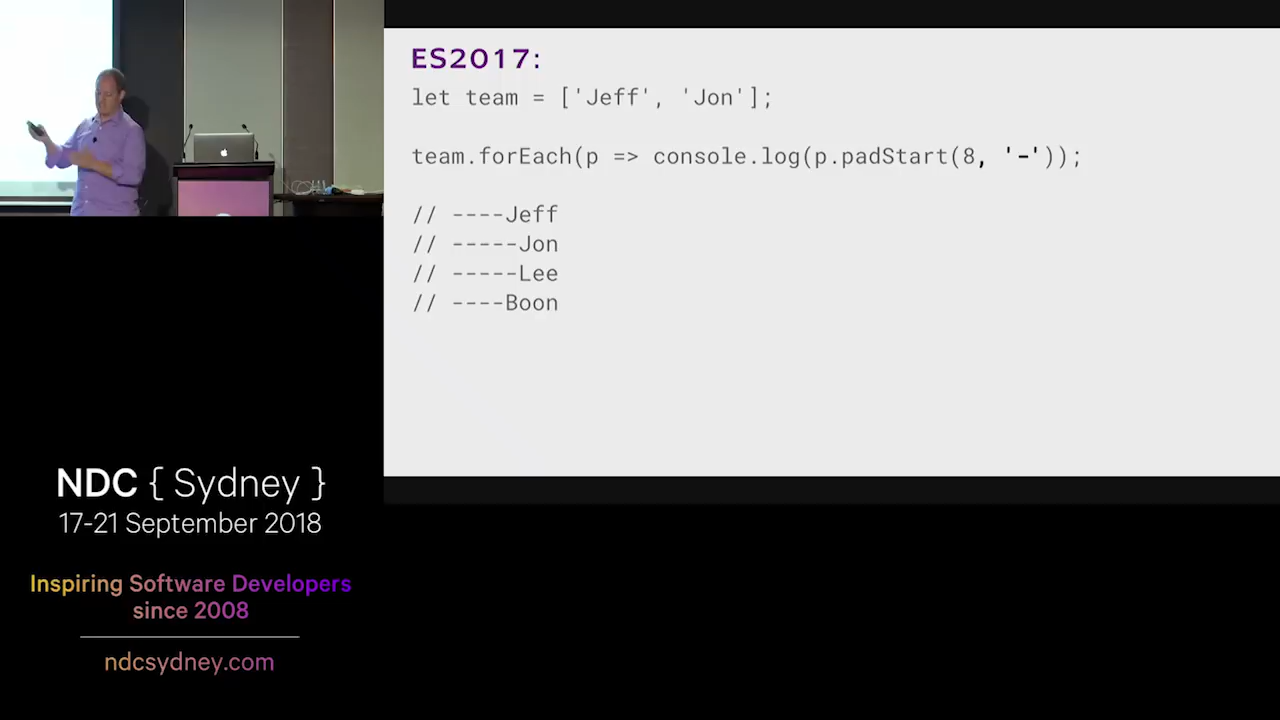 ES2017:
let team = ['Jeff', 'Jon'];
team.forEach(p => console.log(p.padStart(8, '-'));
// ----Jeff
// -----Jon
// -----Lee
// ----Boon
NDC { Sydney }
17-21 September 2018
Inspiring Software Developers
since 2008
ndcsydney.com